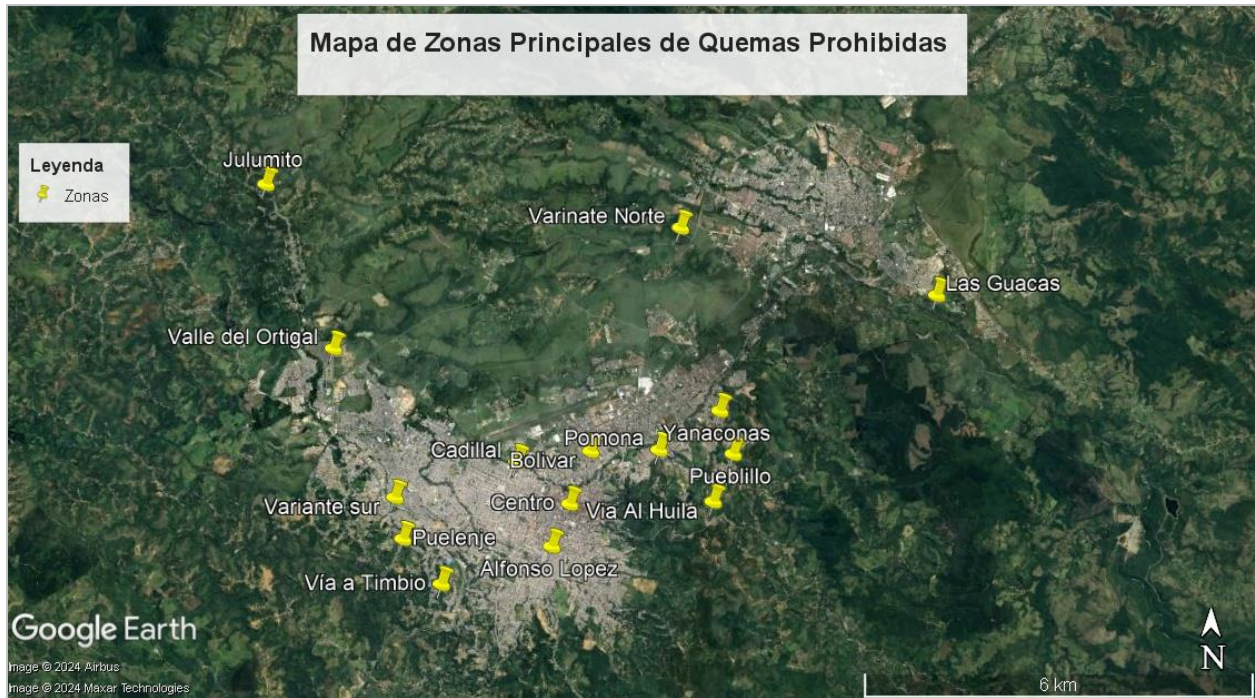 Mapa de Zonas Principales de Quemas Prohibidas
Leyenda
Zonas
Julumito
Varinate Norte
Las Guacas
Valle del Ortigal
Yanaconas
Pomona
Cadillal
Bolivar
Pueblillo
Variante sur
Centro
Via Al Huila
Puelenje
Alfonso Lopez
Vía a Timbio
Google Earth
Image © 2024 Airbus
Image © 2024 Maxar Technologies
N
6 km